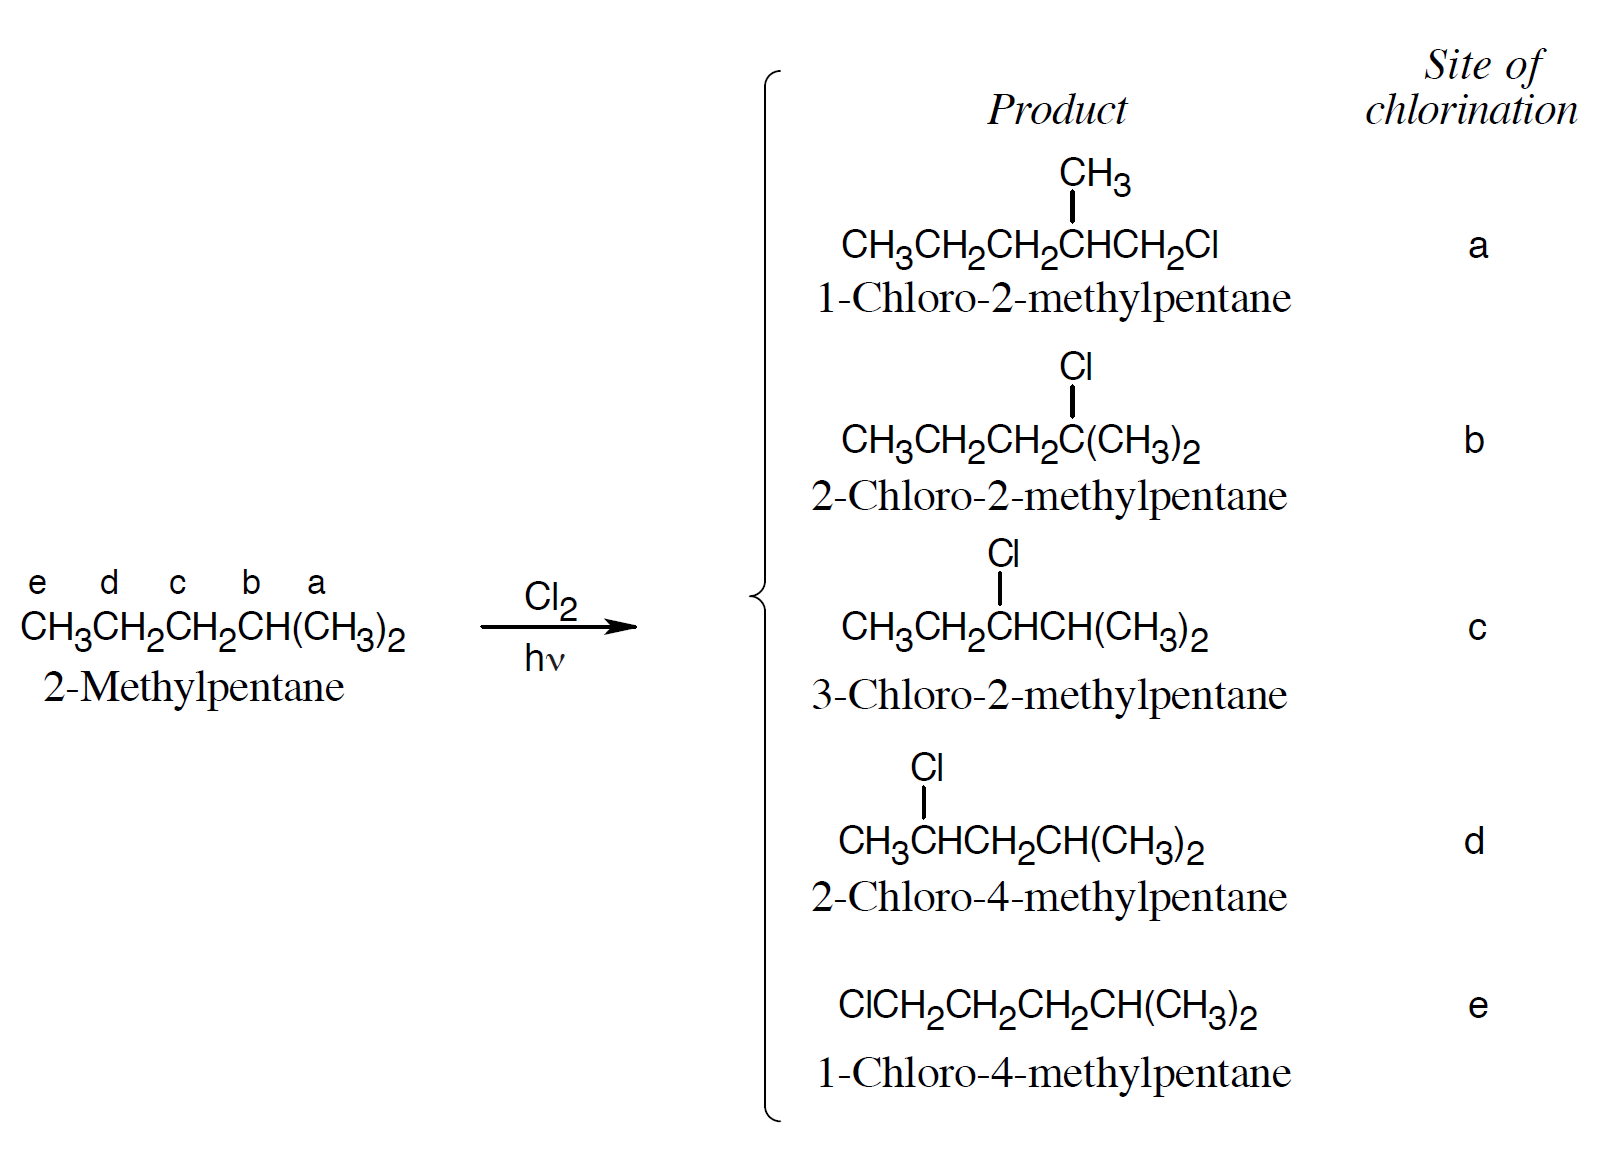 Site of
Product chlorination
CH3
CH3CH2CH2CHCH2Cl a
1-Chloro-2-methylpentane
Cl
CH3CH2CH2C(CH3)2 b
2-Chloro-2-methylpentane
Cl
e d c b a
CH3CH2CH2CH(CH3)2
2-Methylpentane
Cl2
hν
CH3CH2CHCH(CH3)2 c
3-Chloro-2-methylpentane
Cl
CH3CHCH2CH(CH3)2 d
2-Chloro-4-methylpentane
ClCH2CH2CH2CH(CH3)2 e
1-Chloro-4-methylpentane